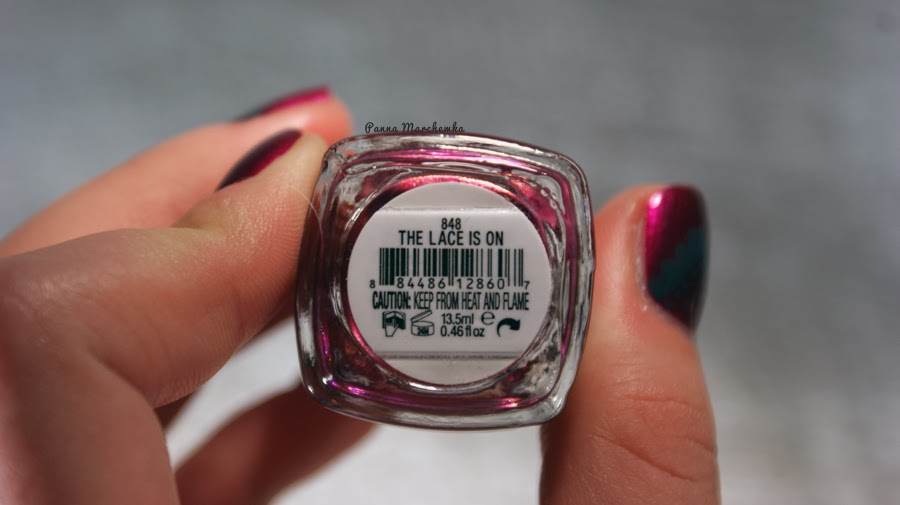 Panna Marchewka
848
THE LACE IS ON
8 84486 12860 7
CAUTION: KEEP FROM HEAT AND FLAME
24M
13.5ml e
0.46 fl oz